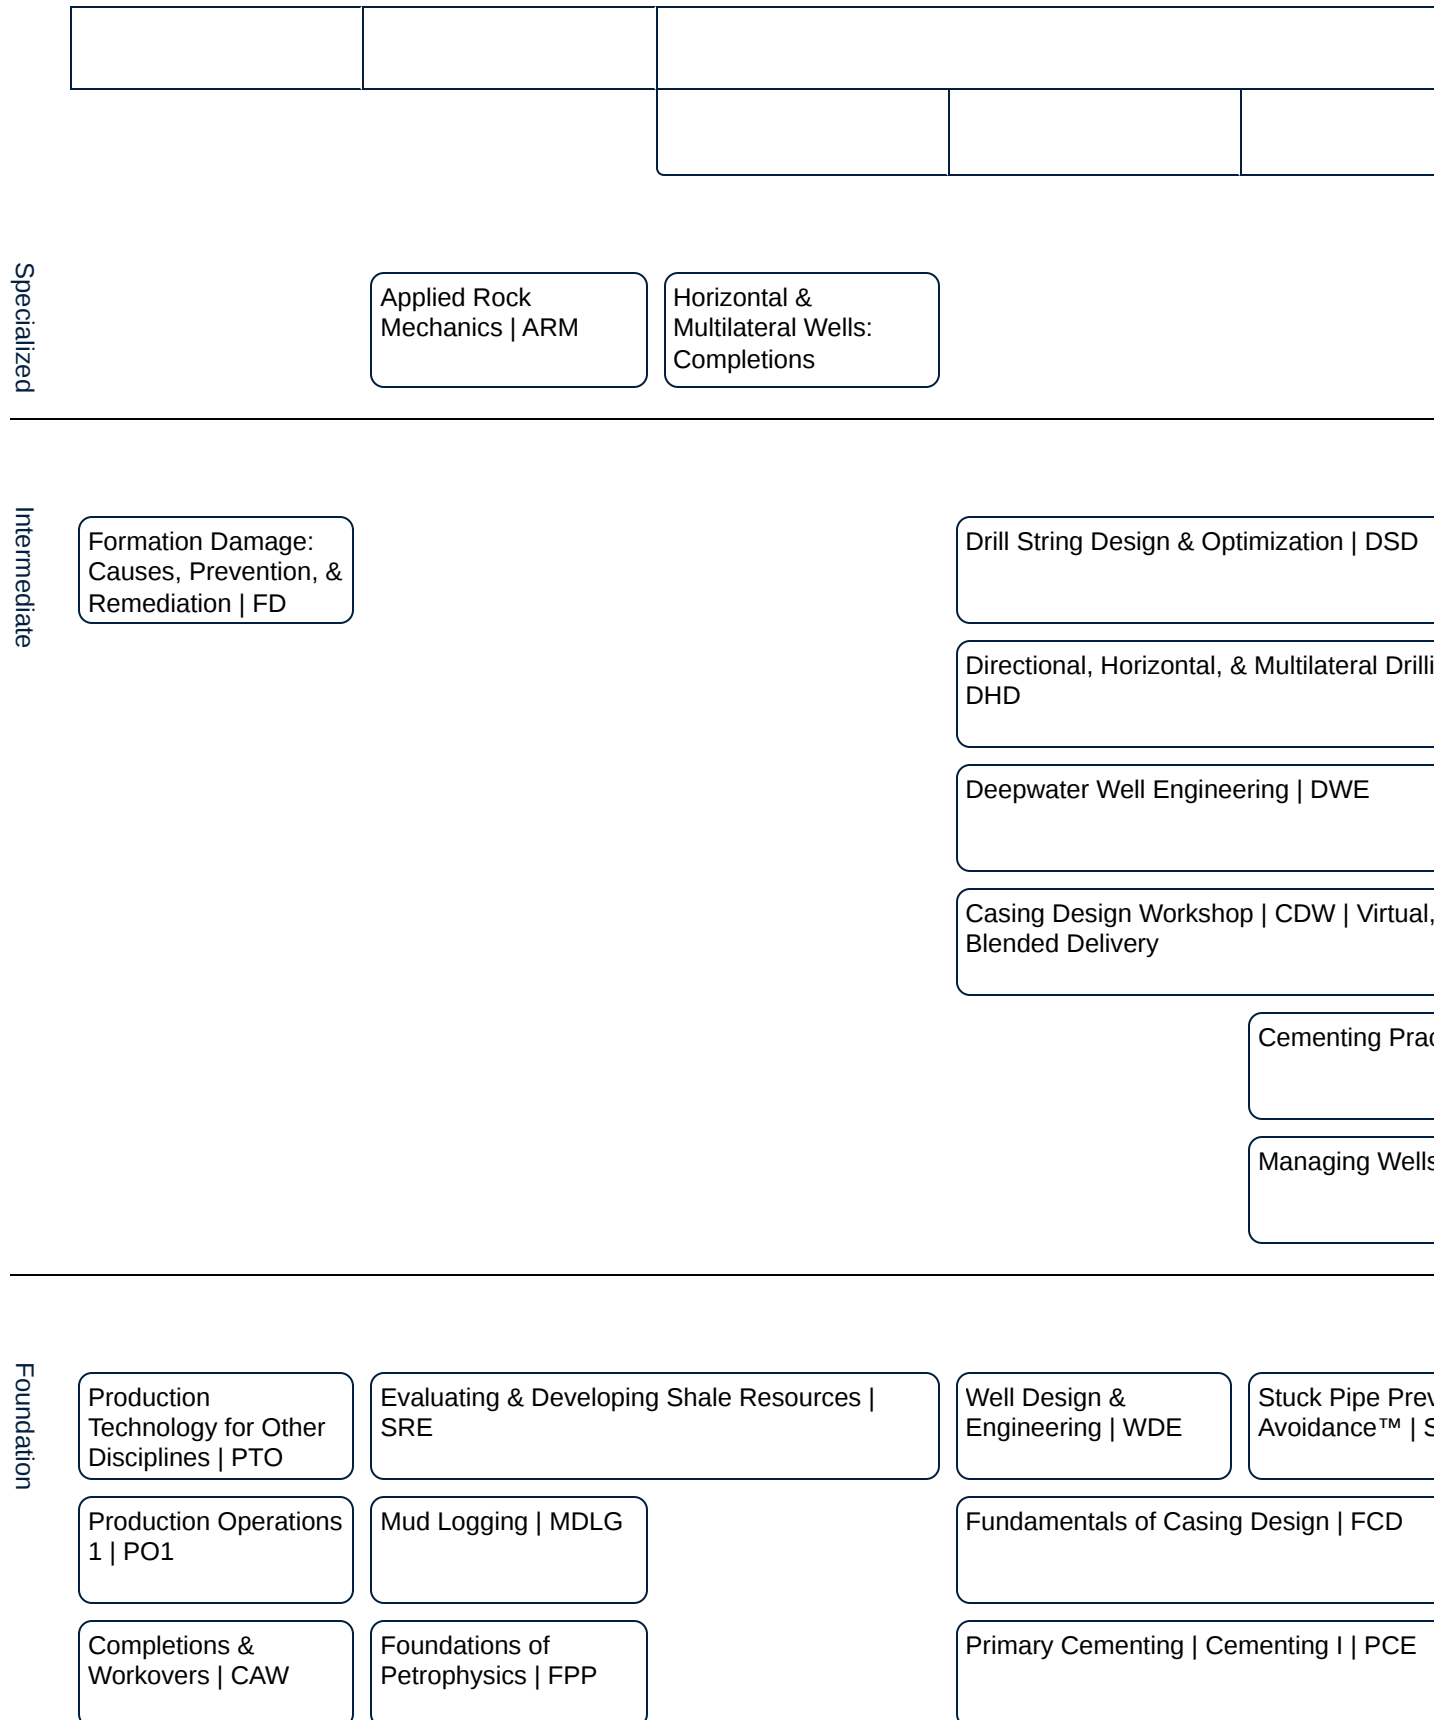 Specialized
Applied Rock
Mechanics | ARM
Horizontal &
Multilateral Wells:
Completions
Intermediate
Formation Damage:
Causes, Prevention, &
Remediation | FD
Drill String Design & Optimization | DSD
Directional, Horizontal, & Multilateral
DHD
Deepwater Well Engineering | DWE
Casing Design Workshop | CDW | Virtual,
Blended Delivery
Cementing
Managing
Foundation
Production
Technology for Other
Disciplines | PTO
Evaluating & Developing Shale Resources |
SRE
Well Design &
Engineering | WDE
Stuck Pipe
Avoidance™ |
Production Operations
1 | PO1
Mud Logging | MDLG
Fundamentals of Casing Design | FCD
Completions &
Workovers | CAW
Foundations of
Petrophysics | FPP
Primary Cementing | Cementing I | PCE